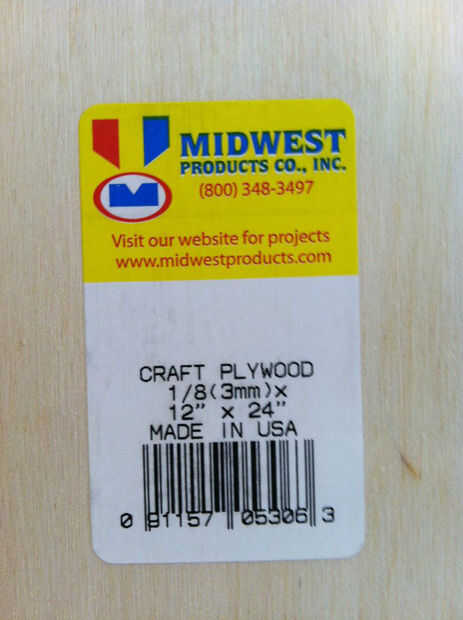 MIDWEST
PRODUCTS CO., INC.
(800) 348-3497
Visit our website for projects
www.midwestproducts.com
CRAFT PLYWOOD
1/8(3mm)x
12" x 24"
MADE IN USA
0 91157 05306 3